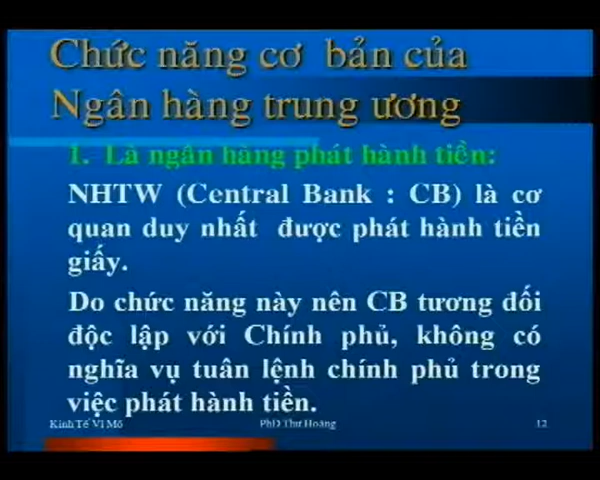 Chức năng cơ bản của
Ngân hàng trung ương
1. Là ngân hàng phát hành tiền:
NHTW (Central Bank : CB) là cơ
quan duy nhất được phát hành tiền
giấy.
Do chức năng này nên CB tương đối
độc lập với Chính phủ, không có
nghĩa vụ tuân lệnh chính phủ trong
việc phát hành tiền.
Kinh Tế Vĩ Mô PhD Thư Hoàng 12